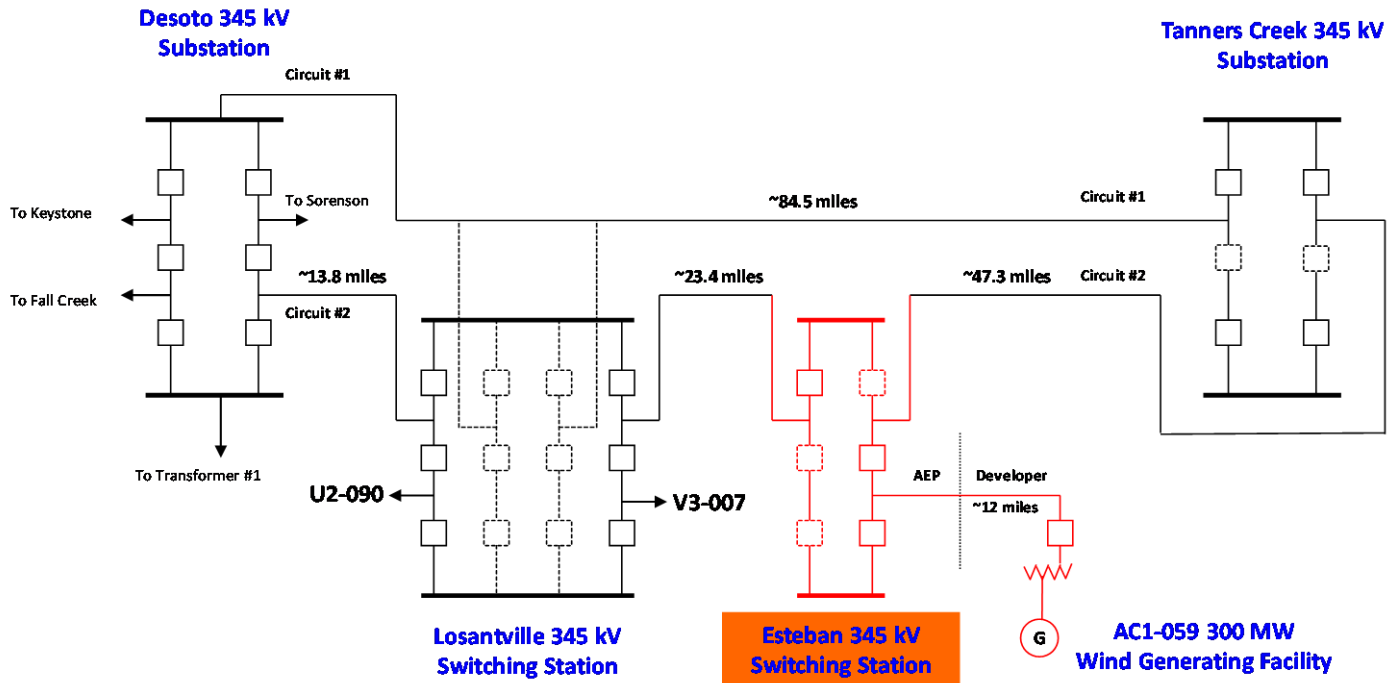 Desoto 345 kV
Substation
Tanners Creek 345 kV
Substation
Circuit #1
To Keystone
To Sorenson
~84.5 miles
Circuit #1
To Fall Creek
~13.8 miles
Circuit #2
~23.4 miles
~47.3 miles
Circuit #2
To Transformer #1
U2-090
V3-007
AEP
Developer
~12 miles
G
Losantville 345 kV
Switching Station
Esteban 345 kV
Switching Station
AC1-059 300 MW
Wind Generating Facility